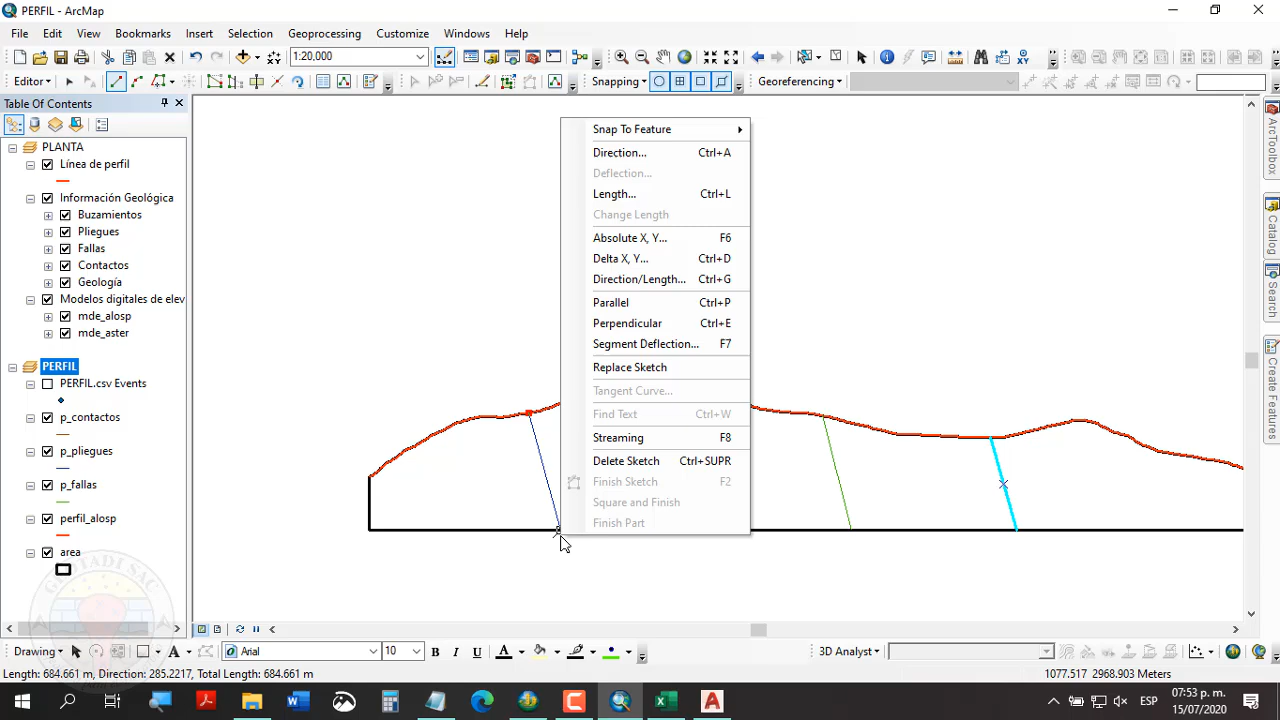 PERFIL - ArcMap
File Edit View Bookmarks Insert Selection Geoprocessing Customize Windows Help
1:20,000
Editor Snapping Georeferencing
Table Of Contents
PLANTA
Línea de perfil
Información Geológica
Buzamientos
Pliegues
Fallas
Contactos
Geología
Modelos digitales de elev
mde_alosp
mde_aster
PERFIL
PERFIL.csv Events
p_contactos
p_pliegues
p_fallas
perfil_alosp
area
Snap To Feature
Direction... Ctrl+A
Deflection...
Length... Ctrl+L
Change Length
Absolute X, Y... F6
Delta X, Y... Ctrl+D
Direction/Length... Ctrl+G
Parallel Ctrl+P
Perpendicular Ctrl+E
Segment Deflection... F7
Replace Sketch
Tangent Curve...
Find Text Ctrl+W
Streaming F8
Delete Sketch Ctrl+SUPR
Finish Sketch F2
Square and Finish
Finish Part
ArcToolbox
Catalog
Search
Create Features
Drawing A Arial 10 B I U A 3D Analyst
Length: 684.661 m, Direction: 285.2217, Total Length: 684.661 m 1077.517 2968.903 Meters
ESP 07:53 p. m.
15/07/2020